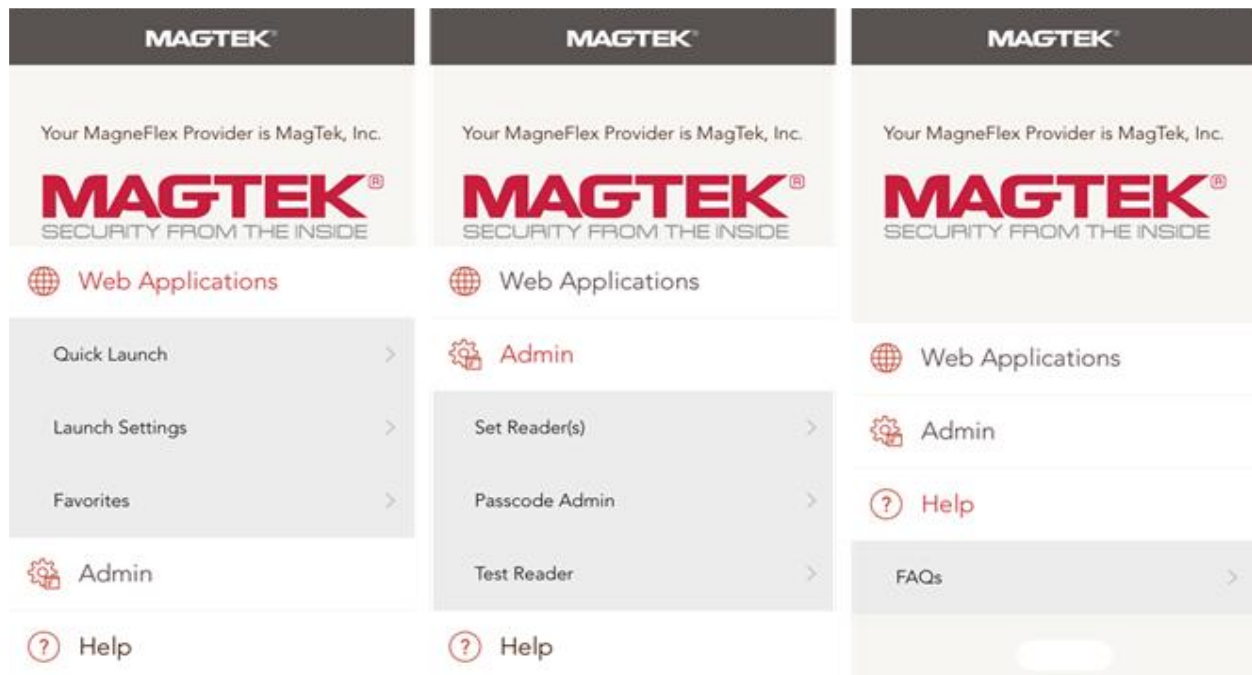 MAGTEK®
Your MagneFlex Provider is MagTek, Inc.
MAGTEK®
SECURITY FROM THE INSIDE
Web Applications
Quick Launch
Launch Settings
Favorites
Admin
? Help
MAGTEK®
Your MagneFlex Provider is MagTek, Inc.
MAGTEK®
SECURITY FROM THE INSIDE
Web Applications
Admin
Set Reader(s)
Passcode Admin
Test Reader
? Help
MAGTEK®
Your MagneFlex Provider is MagTek, Inc.
MAGTEK®
SECURITY FROM THE INSIDE
Web Applications
Admin
? Help
FAQs